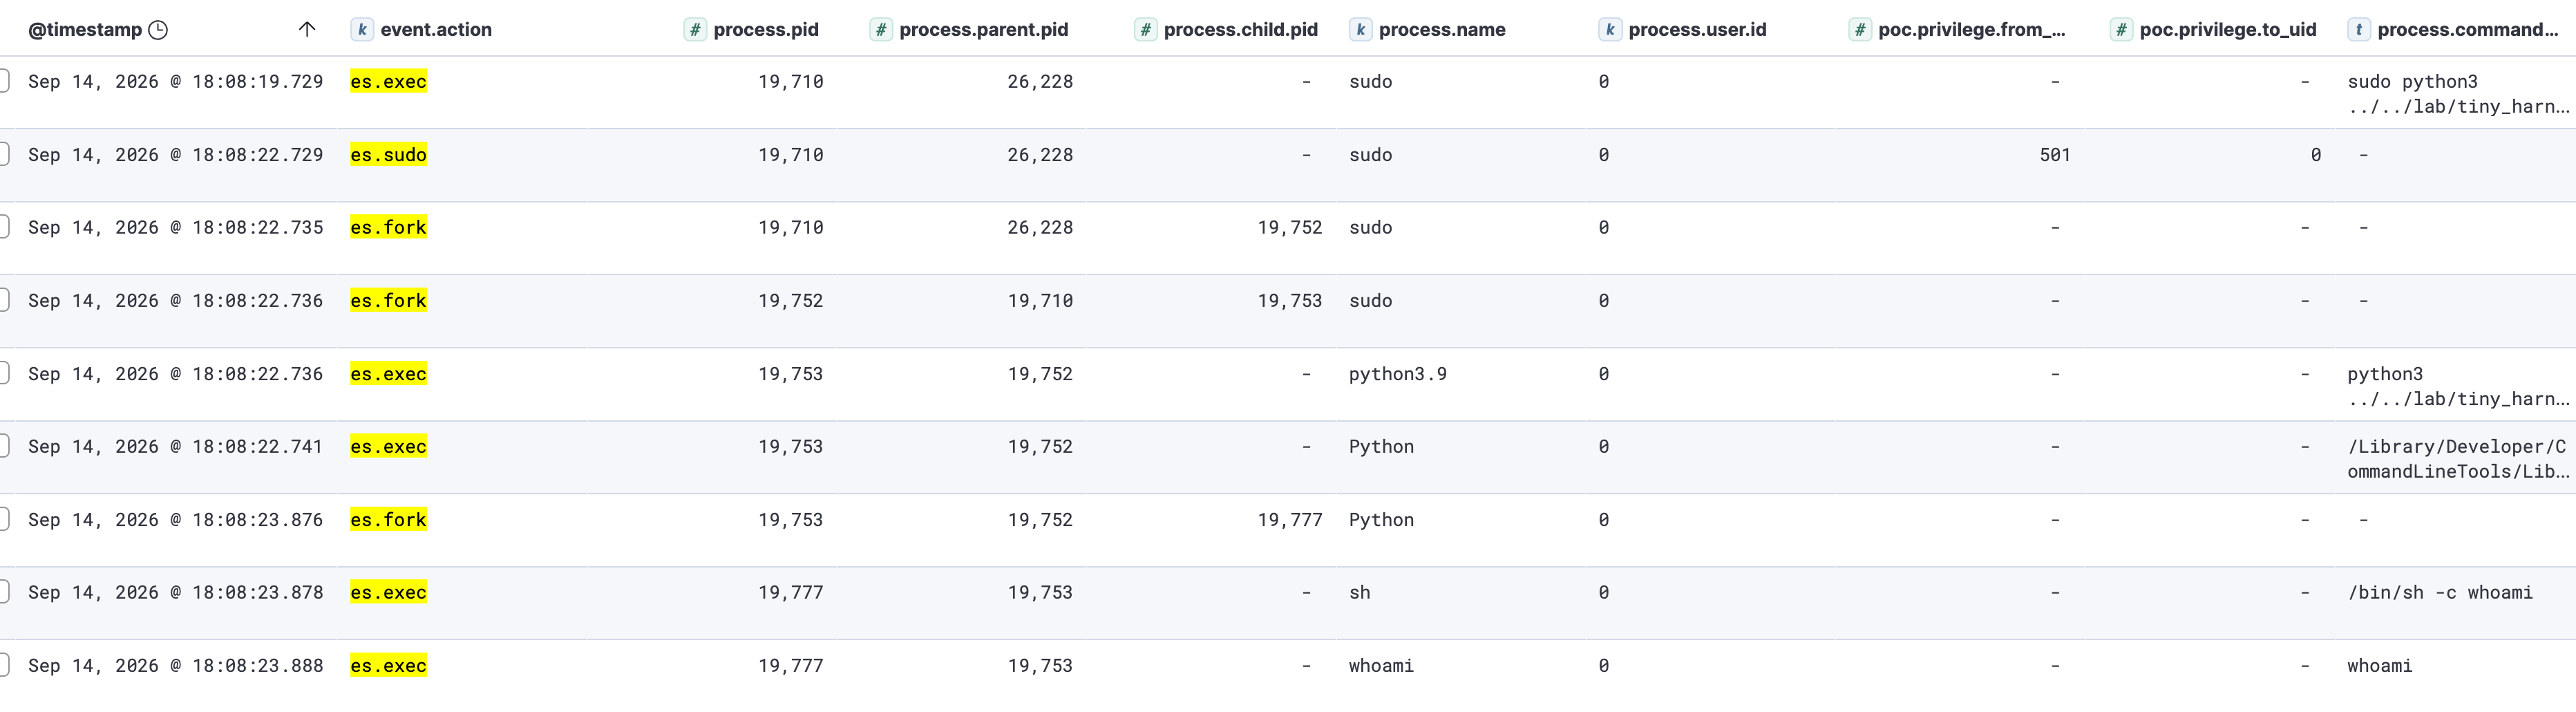 @timestamp ↑ k event.action # process.pid # process.parent.pid # process.child.pid k process.name k process.user.id # poc.privilege.from_... # poc.privilege.to_uid t process.command...
Sep 14, 2026 @ 18:08:19.729 es.exec 19,710 26,228 - sudo 0 - - sudo python3
../../lab/tiny_harn...
Sep 14, 2026 @ 18:08:22.729 es.sudo 19,710 26,228 - sudo 0 501 0 -
Sep 14, 2026 @ 18:08:22.735 es.fork 19,710 26,228 19,752 sudo 0 - - -
Sep 14, 2026 @ 18:08:22.736 es.fork 19,752 19,710 19,753 sudo 0 - - -
Sep 14, 2026 @ 18:08:22.736 es.exec 19,753 19,752 - python3.9 0 - - python3
../../lab/tiny_harn...
Sep 14, 2026 @ 18:08:22.741 es.exec 19,753 19,752 - Python 0 - - /Library/Developer/C
ommandLineTools/Lib...
Sep 14, 2026 @ 18:08:23.876 es.fork 19,753 19,752 19,777 Python 0 - - -
Sep 14, 2026 @ 18:08:23.878 es.exec 19,777 19,753 - sh 0 - - /bin/sh -c whoami
Sep 14, 2026 @ 18:08:23.888 es.exec 19,777 19,753 - whoami 0 - - whoami